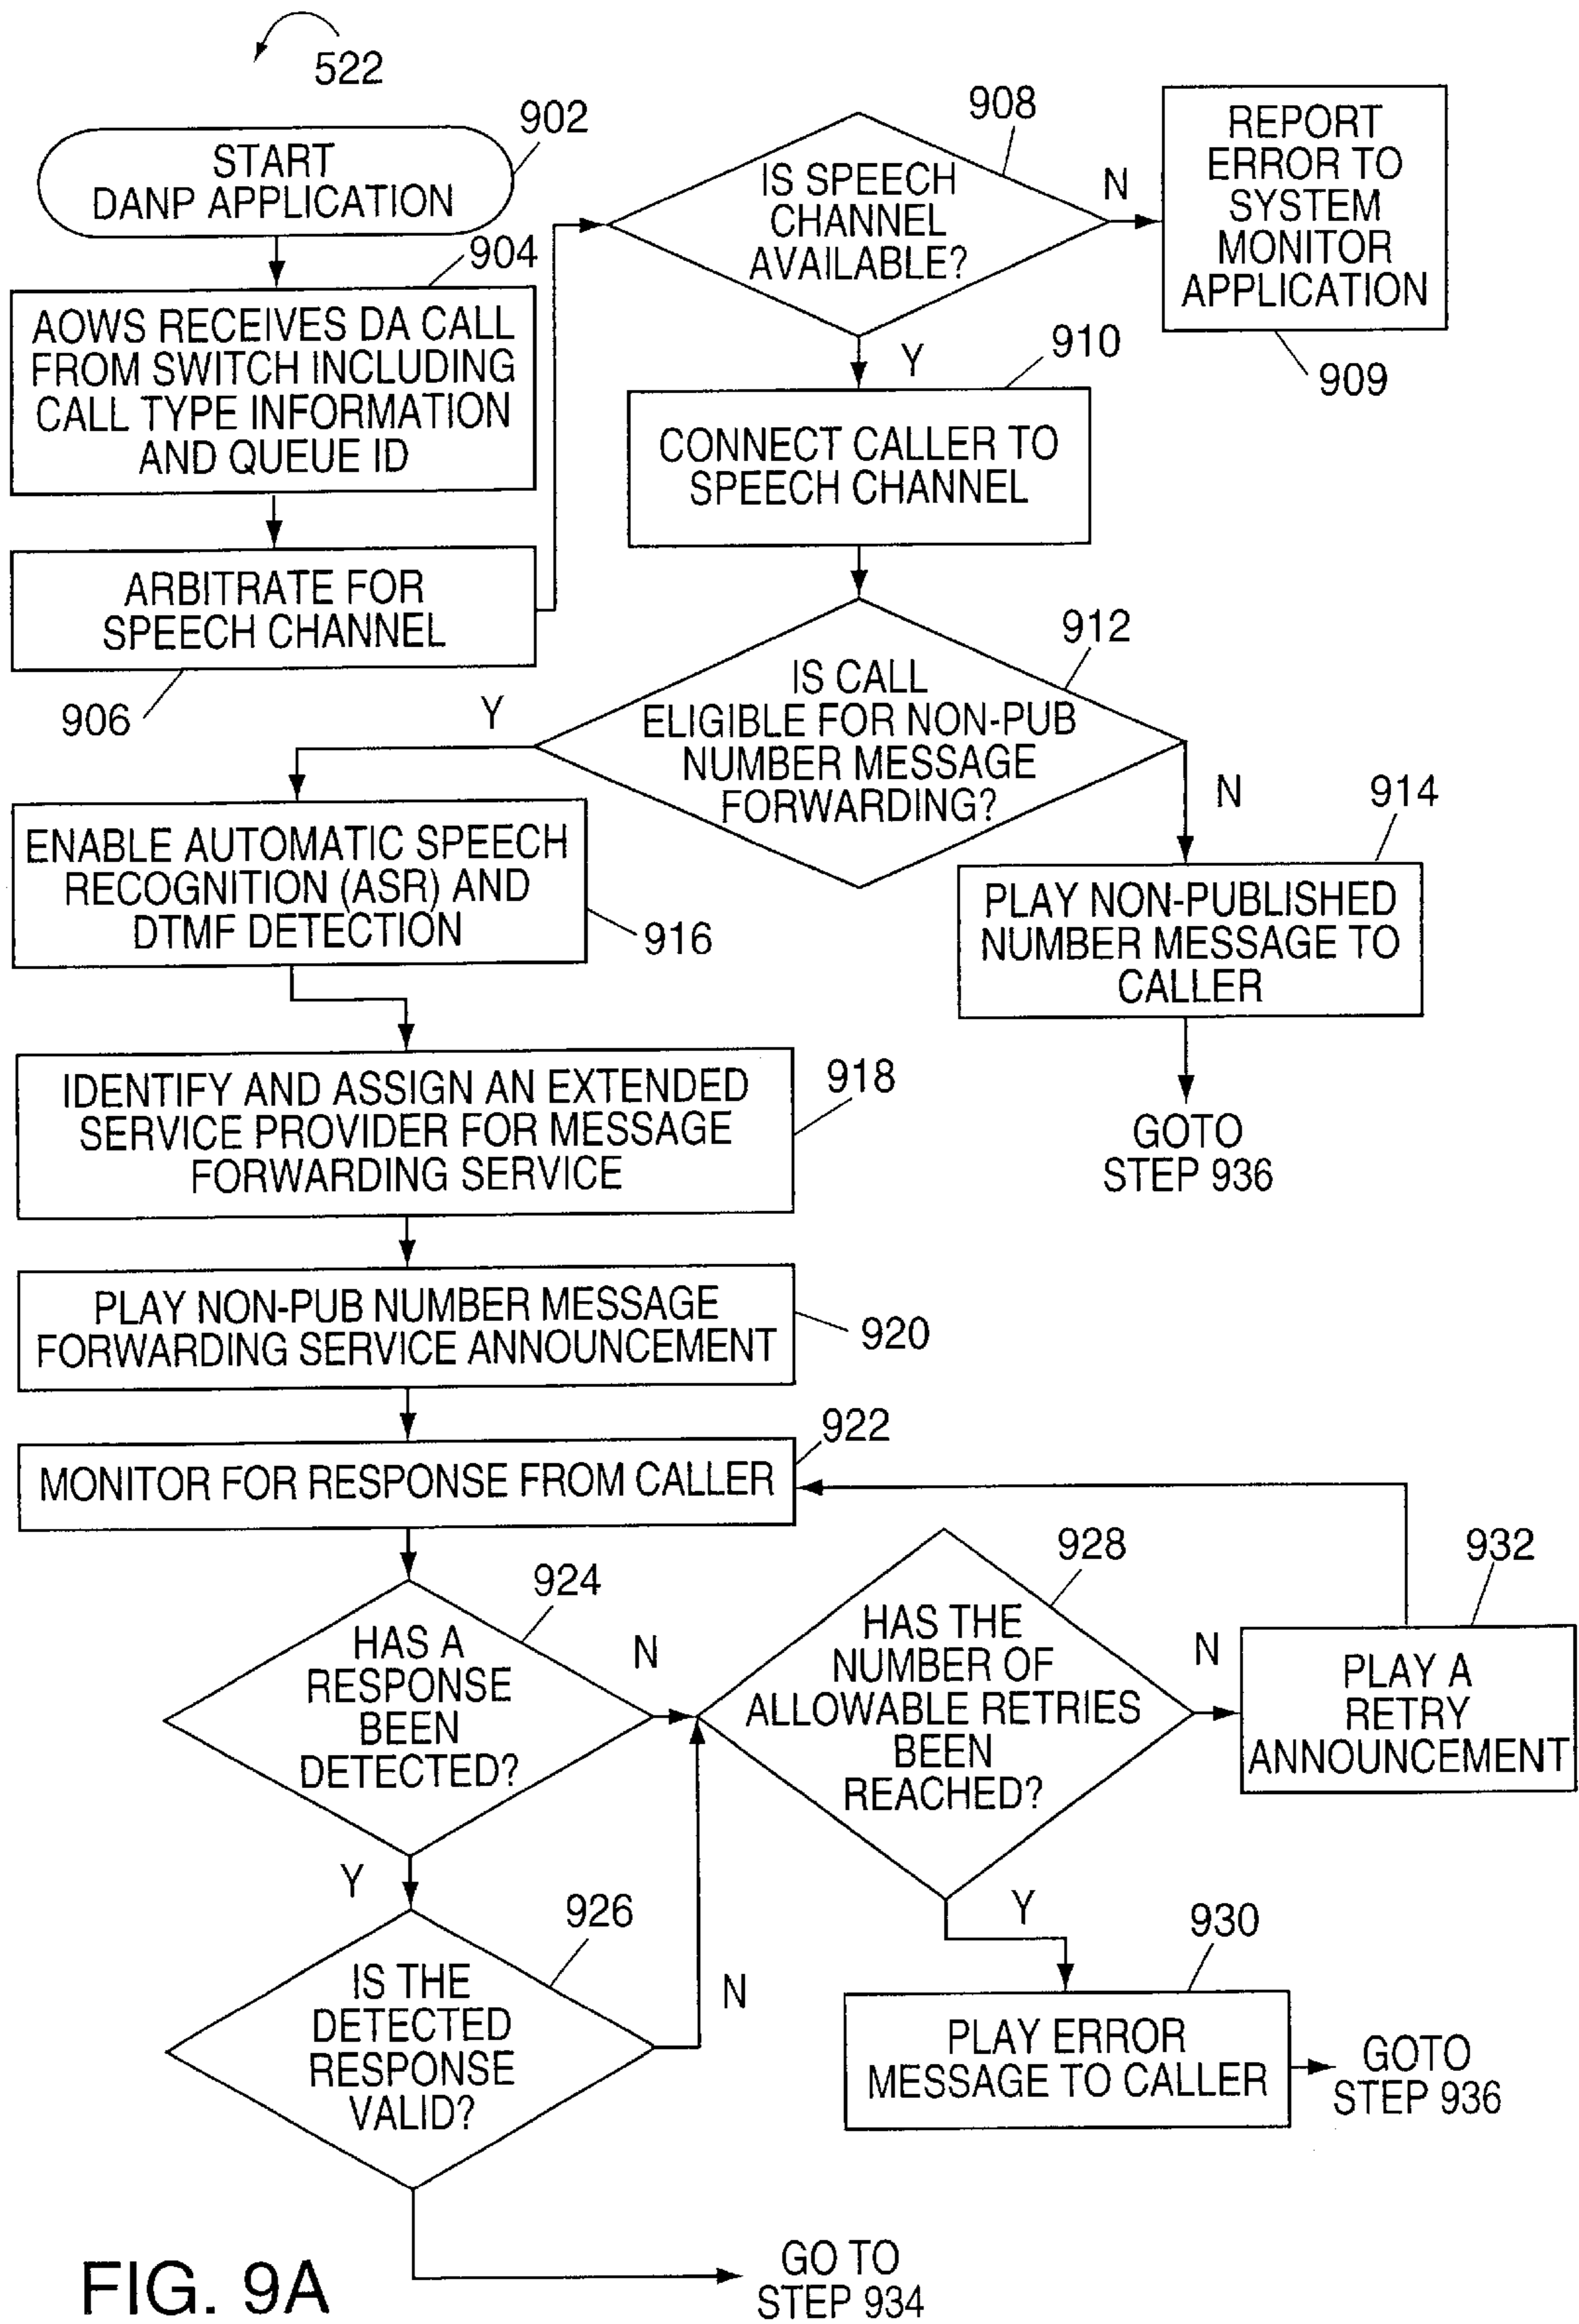 522
902
START
DANP APPLICATION
904
AOWS RECEIVES DA CALL
FROM SWITCH INCLUDING
CALL TYPE INFORMATION
AND QUEUE ID
ARBITRATE FOR
SPEECH CHANNEL
906
908
IS SPEECH
CHANNEL
AVAILABLE?
N
REPORT
ERROR TO
SYSTEM
MONITOR
APPLICATION
909
Y
910
CONNECT CALLER TO
SPEECH CHANNEL
912
IS CALL
ELIGIBLE FOR NON-PUB
NUMBER MESSAGE
FORWARDING?
Y
N
914
PLAY NON-PUBLISHED
NUMBER MESSAGE TO
CALLER
GOTO
STEP 936
ENABLE AUTOMATIC SPEECH
RECOGNITION (ASR) AND
DTMF DETECTION
916
IDENTIFY AND ASSIGN AN EXTENDED
SERVICE PROVIDER FOR MESSAGE
FORWARDING SERVICE
918
PLAY NON-PUB NUMBER MESSAGE
FORWARDING SERVICE ANNOUNCEMENT
920
922
MONITOR FOR RESPONSE FROM CALLER
924
HAS A
RESPONSE
BEEN
DETECTED?
N
928
HAS THE
NUMBER OF
ALLOWABLE RETRIES
BEEN
REACHED?
N
932
PLAY A
RETRY
ANNOUNCEMENT
Y
926
IS THE
DETECTED
RESPONSE
VALID?
N
Y
930
PLAY ERROR
MESSAGE TO CALLER
GOTO
STEP 936
GO TO
STEP 934
FIG. 9A